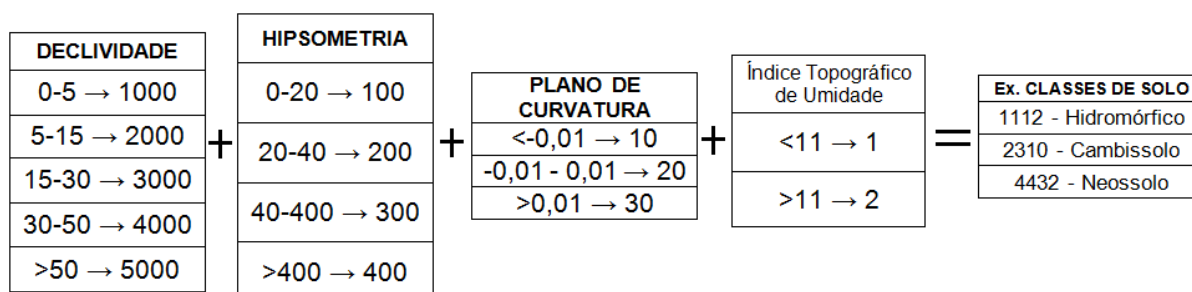 DECLIVIDADE
0-5 → 1000
5-15 → 2000
15-30 → 3000
30-50 → 4000
>50 → 5000
+
HIPSOMETRIA
0-20 → 100
20-40 → 200
40-400 → 300
>400 → 400
+
PLANO DE
CURVATURA
<-0,01 → 10
-0,01 - 0,01 → 20
>0,01 → 30
+
Índice Topográfico
de Umidade
<11 → 1
>11 → 2
=
Ex. CLASSES DE SOLO
1112 - Hidromórfico
2310 - Cambissolo
4432 - Neossolo